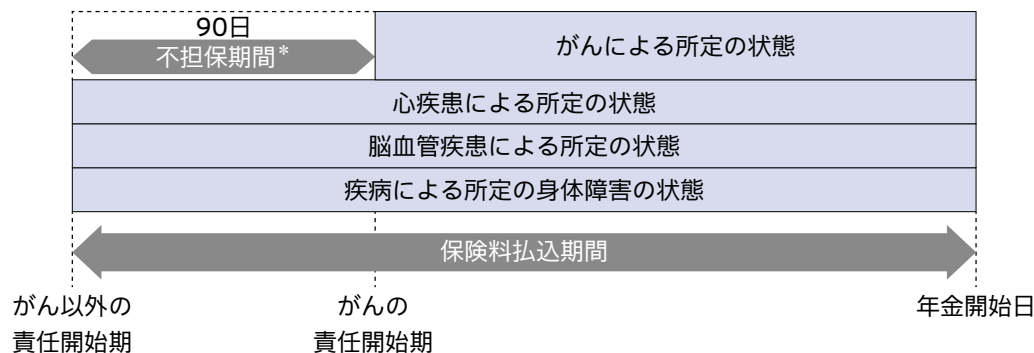 90日
不担保期間*
がんによる所定の状態
心疾患による所定の状態
脳血管疾患による所定の状態
疾病による所定の身体障害の状態
保険料払込期間
がん以外の
責任開始期
がんの
責任開始期
年金開始日